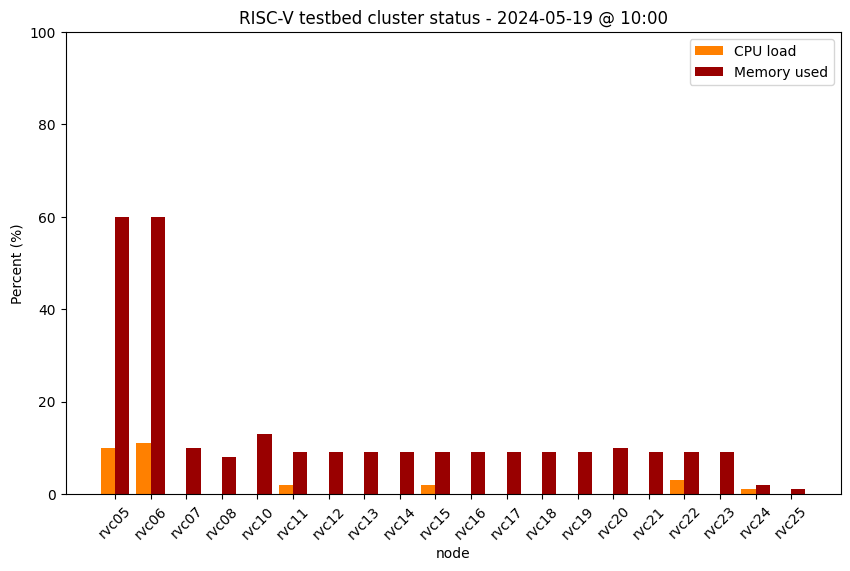 RISC-V testbed cluster status - 2024-05-19 @ 10:00
CPU load
Memory used
Percent (%)
100
80
60
40
20
0
rvc05
rvc06
rvc07
rvc08
rvc10
rvc11
rvc12
rvc13
rvc14
rvc15
rvc16
rvc17
rvc18
rvc19
rvc20
rvc21
rvc22
rvc23
rvc24
rvc25
node